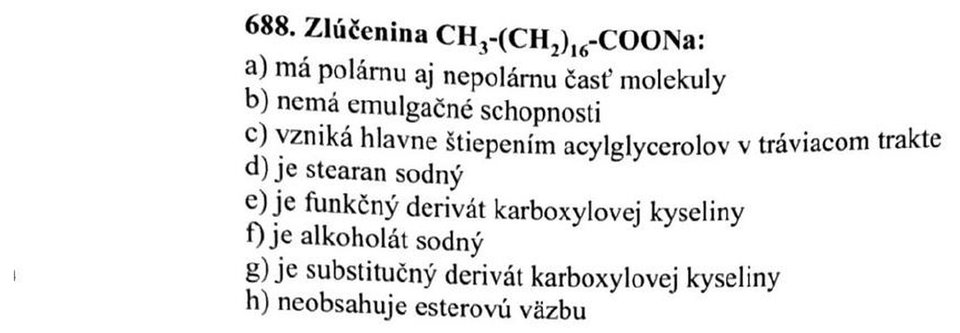 688. Zlúčenina CH₃-(CH₂)₁₆-COONa:
a) má polárnu aj nepolárnu časť molekuly
b) nemá emulgačné schopnosti
c) vzniká hlavne štiepením acylglycerolov v tráviacom trakte
d) je stearan sodný
e) je funkčný derivát karboxylovej kyseliny
f) je alkoholát sodný
g) je substitučný derivát karboxylovej kyseliny
h) neobsahuje esterovú väzbu